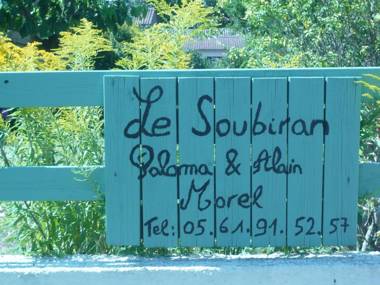 Le Soubiran
Paloma & Alain
Morel
Tel: 05.61.91.52.57